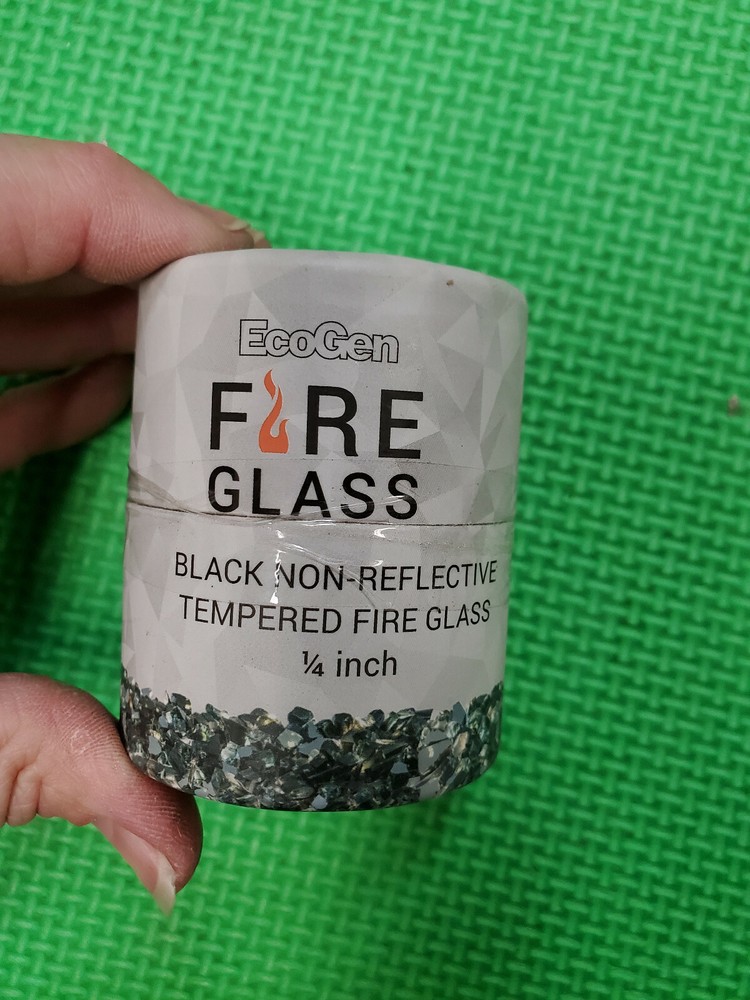 EcoGen
FIRE
GLASS
BLACK NON-REFLECTIVE
TEMPERED FIRE GLASS
¼ inch